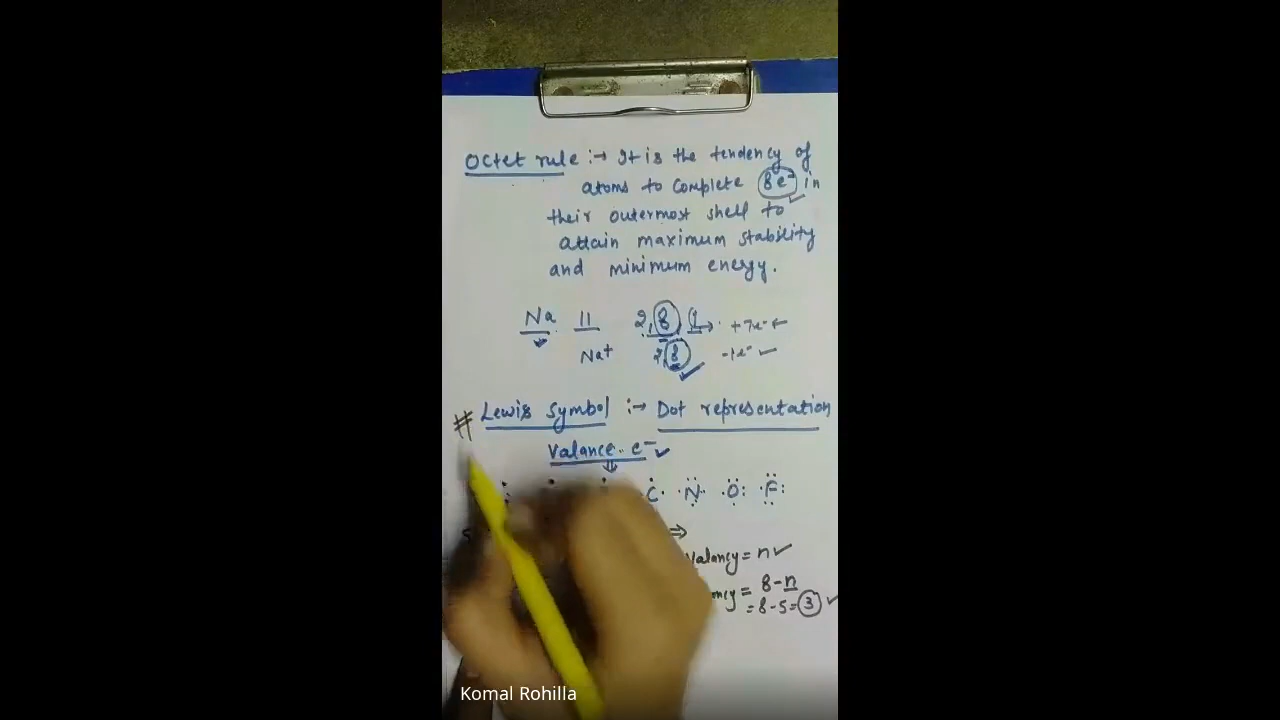 Octet rule :→ It is the tendency of
atoms to complete 8e⁻ in
their outermost shell to
attain maximum stability
and minimum energy.
Na 11 2,8,1 +7e⁻
Na⁺ 2,8 -1e⁻
# Lewis symbol :→ Dot representation
Valance e⁻
C N O F
valancy = n
= 8-n
= 8-5 = 3
Komal Rohilla